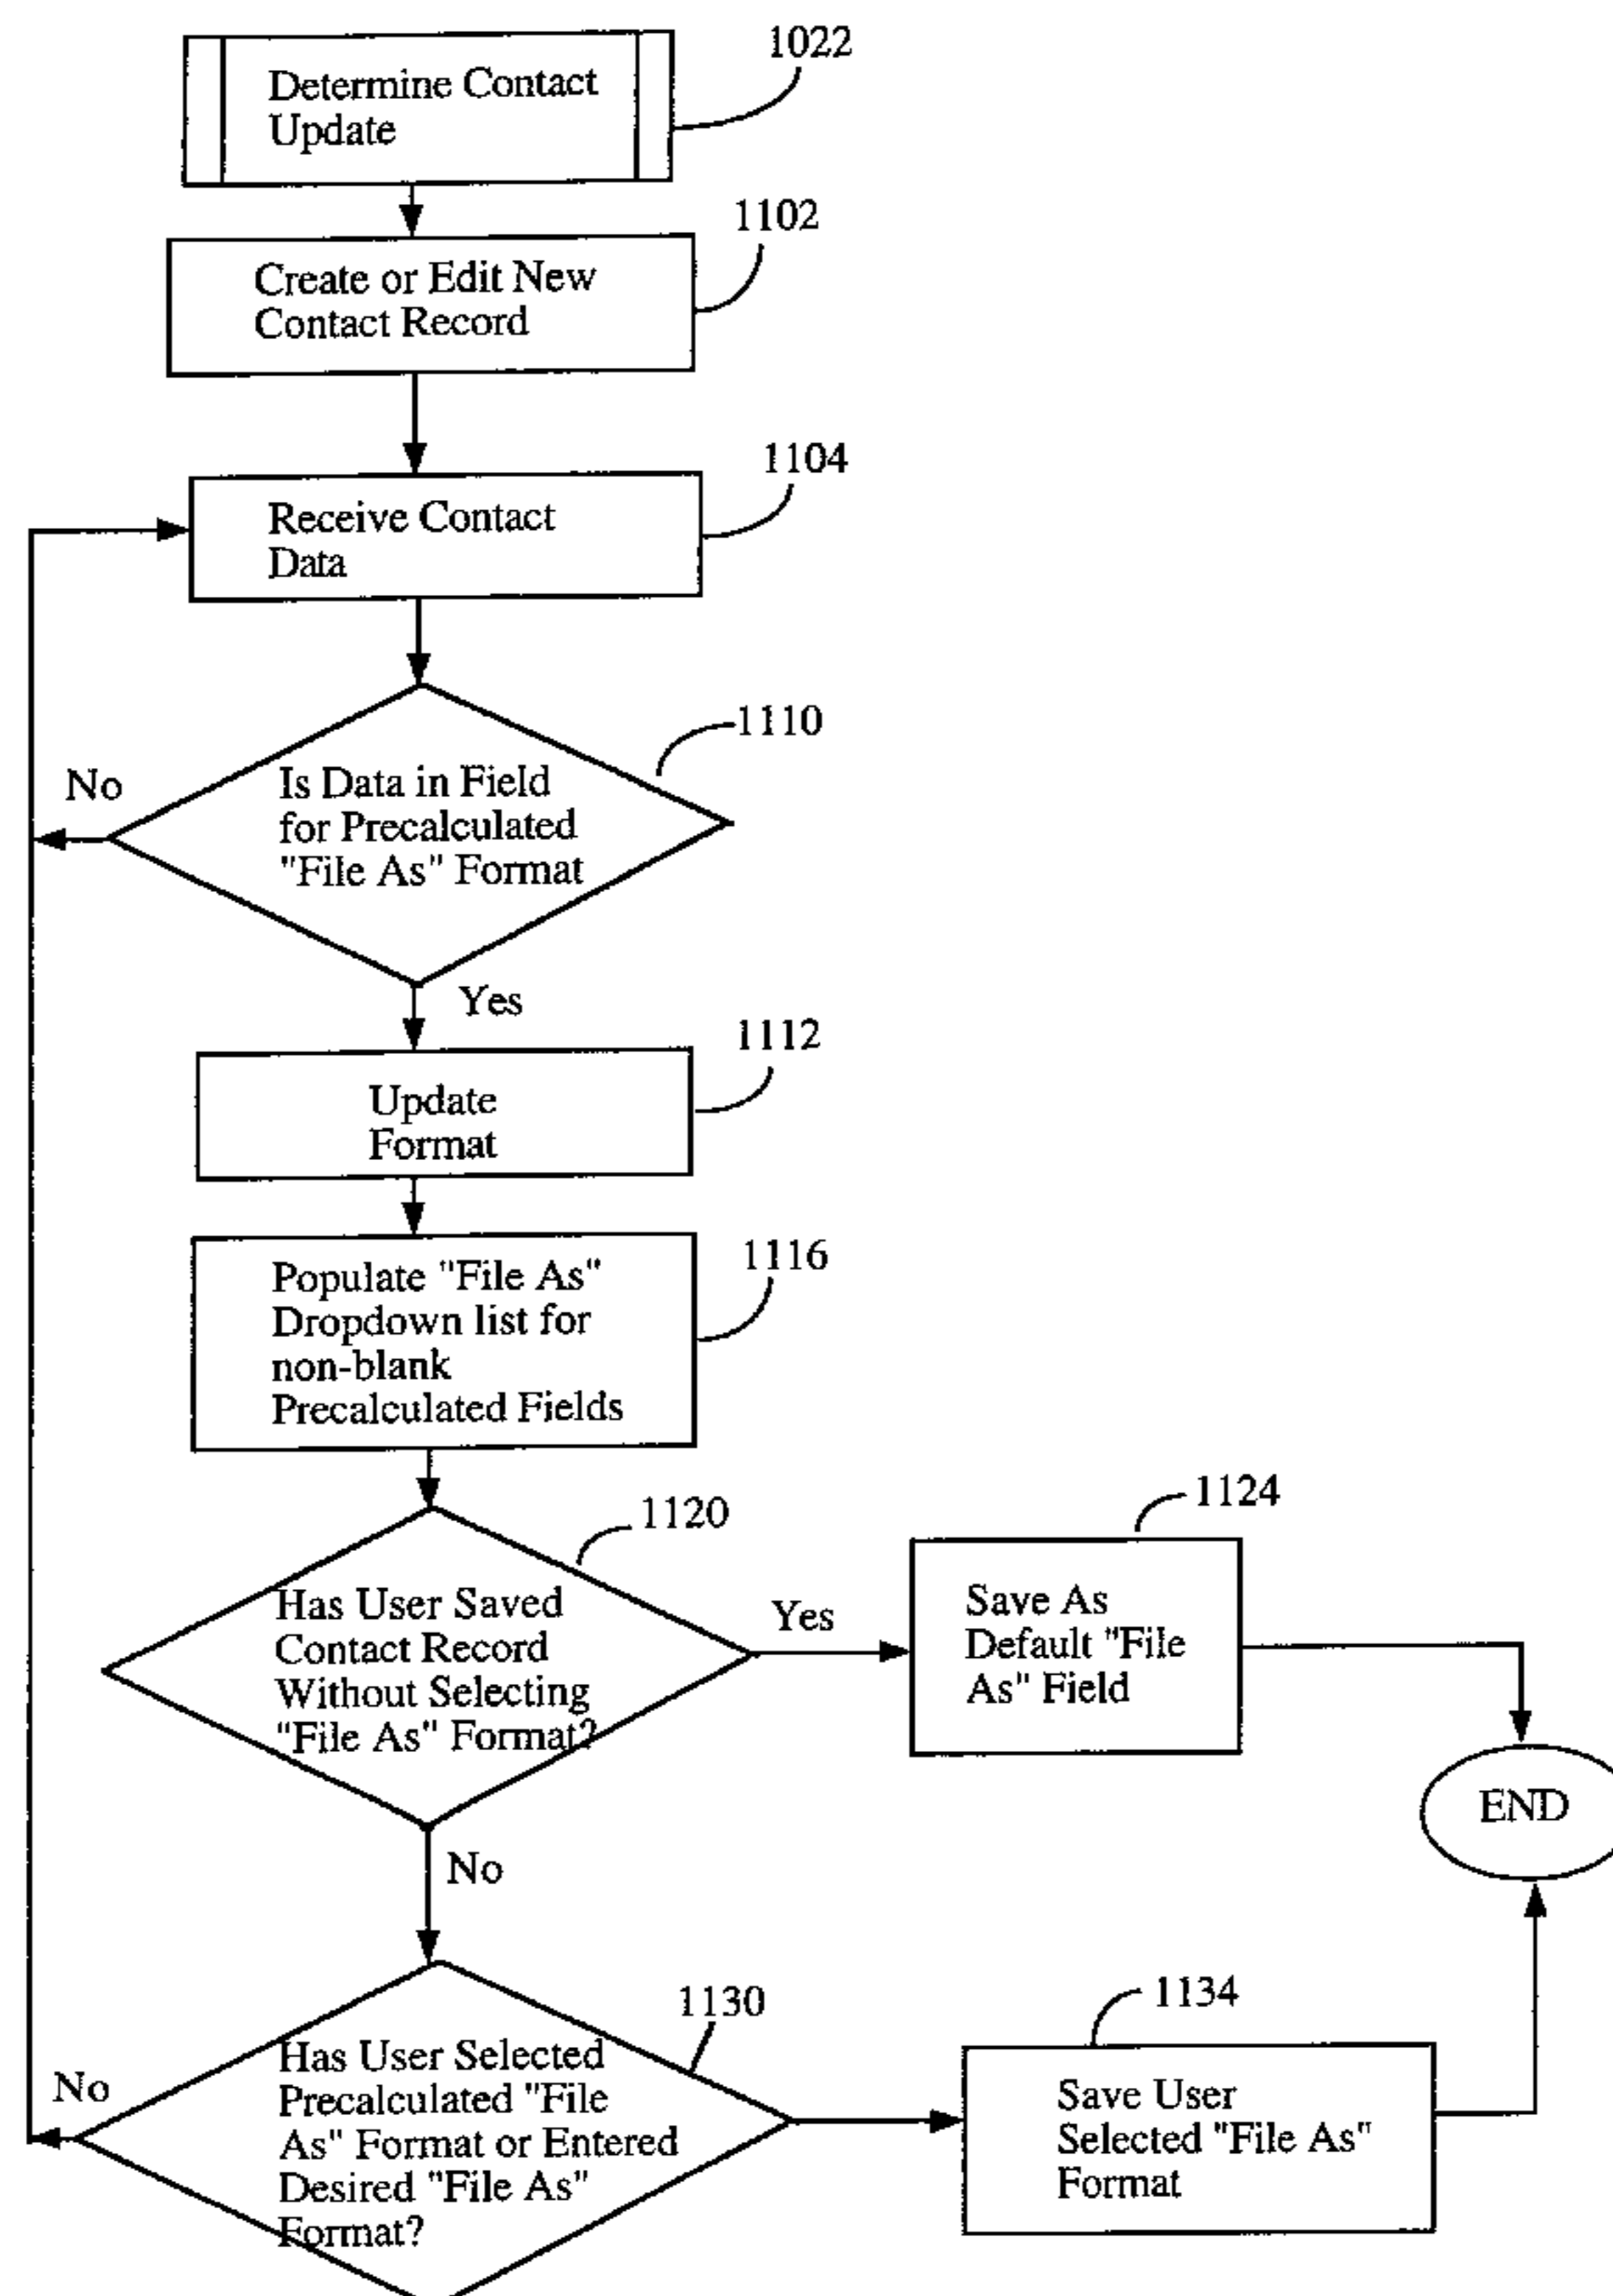 1022
Determine Contact
Update
1102
Create or Edit New
Contact Record
1104
Receive Contact
Data
1110
No
Is Data in Field
for Precalculated
"File As" Format
Yes
1112
Update
Format
1116
Populate "File As"
Dropdown list for
non-blank
Precalculated Fields
1120
1124
Has User Saved
Contact Record
Without Selecting
"File As" Format?
Yes
Save As
Default "File
As" Field
END
No
1130
1134
No
Has User Selected
Precalculated "File
As" Format or Entered
Desired "File As"
Format?
Save User
Selected "File As"
Format